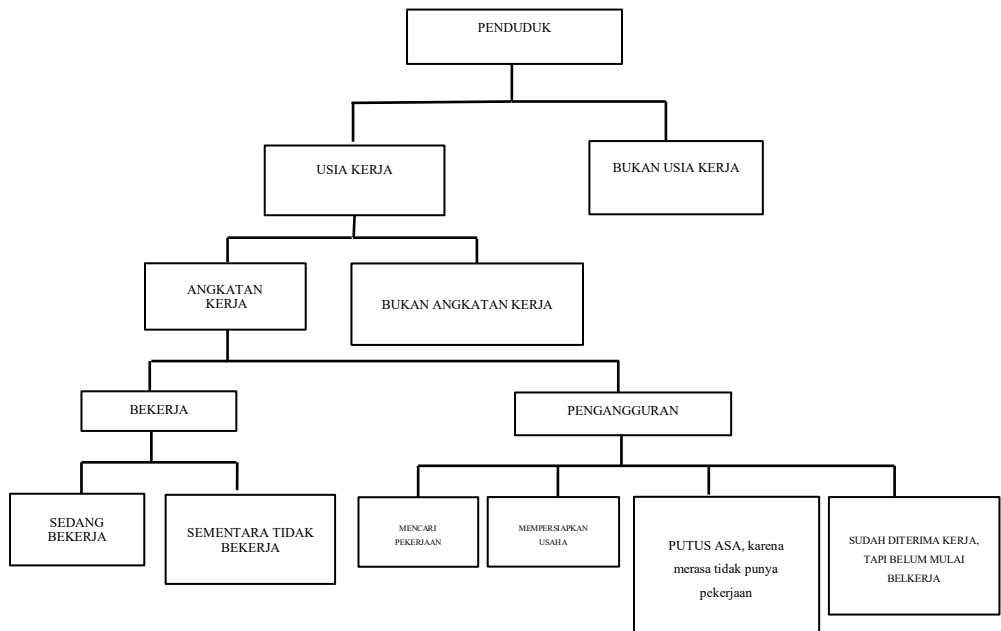 PENDUDUK
USIA KERJA
BUKAN USIA KERJA
ANGKATAN
KERJA
BUKAN ANGKATAN KERJA
BEKERJA
PENGANGGURAN
SEDANG
BEKERJA
SEMENTARA TIDAK
BEKERJA
MENCARI
PEKERJAAN
MEMPERSIAPKAN
USAHA
PUTUS ASA, karena
merasa tidak punya
pekerjaan
SUDAH DITERIMA KERJA,
TAPI BELUM MULAI
BELKERJA